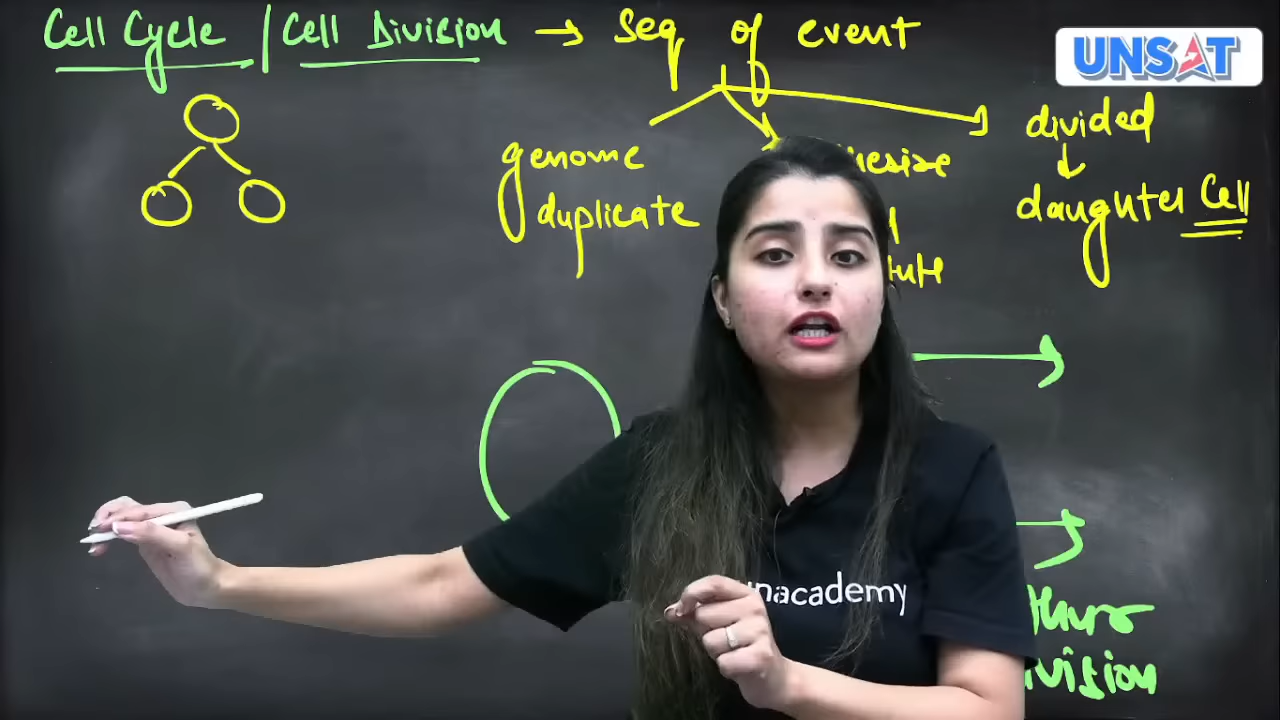 Cell Cycle / Cell Division → Seq of event
UNSAT
genome
duplicate
divided
↓
daughter Cell
unacademy